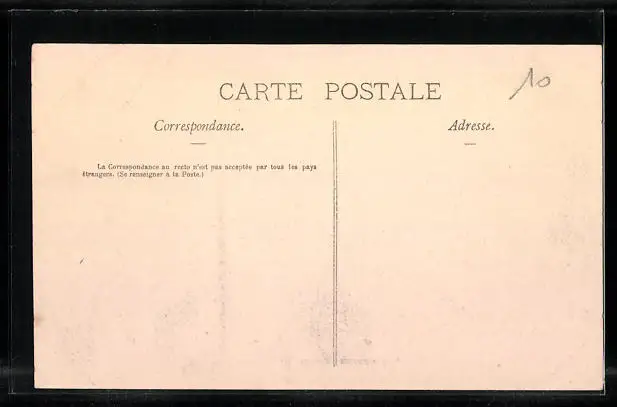 CARTE POSTALE
10
Correspondance.
Adresse.
La Correspondance au recto n'est pas acceptée par tous les pays
étrangers. (Se renseigner à la Poste.)